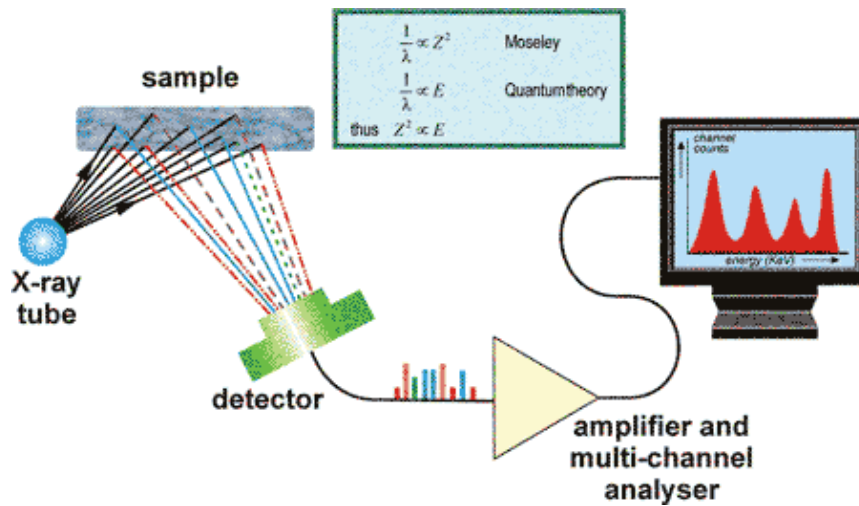 sample
1/λ ∝ Z² Moseley
1/λ ∝ E Quantumtheory
thus Z² ∝ E
channel
counts
energy (KeV)
X-ray
tube
detector
amplifier and
multi-channel
analyser